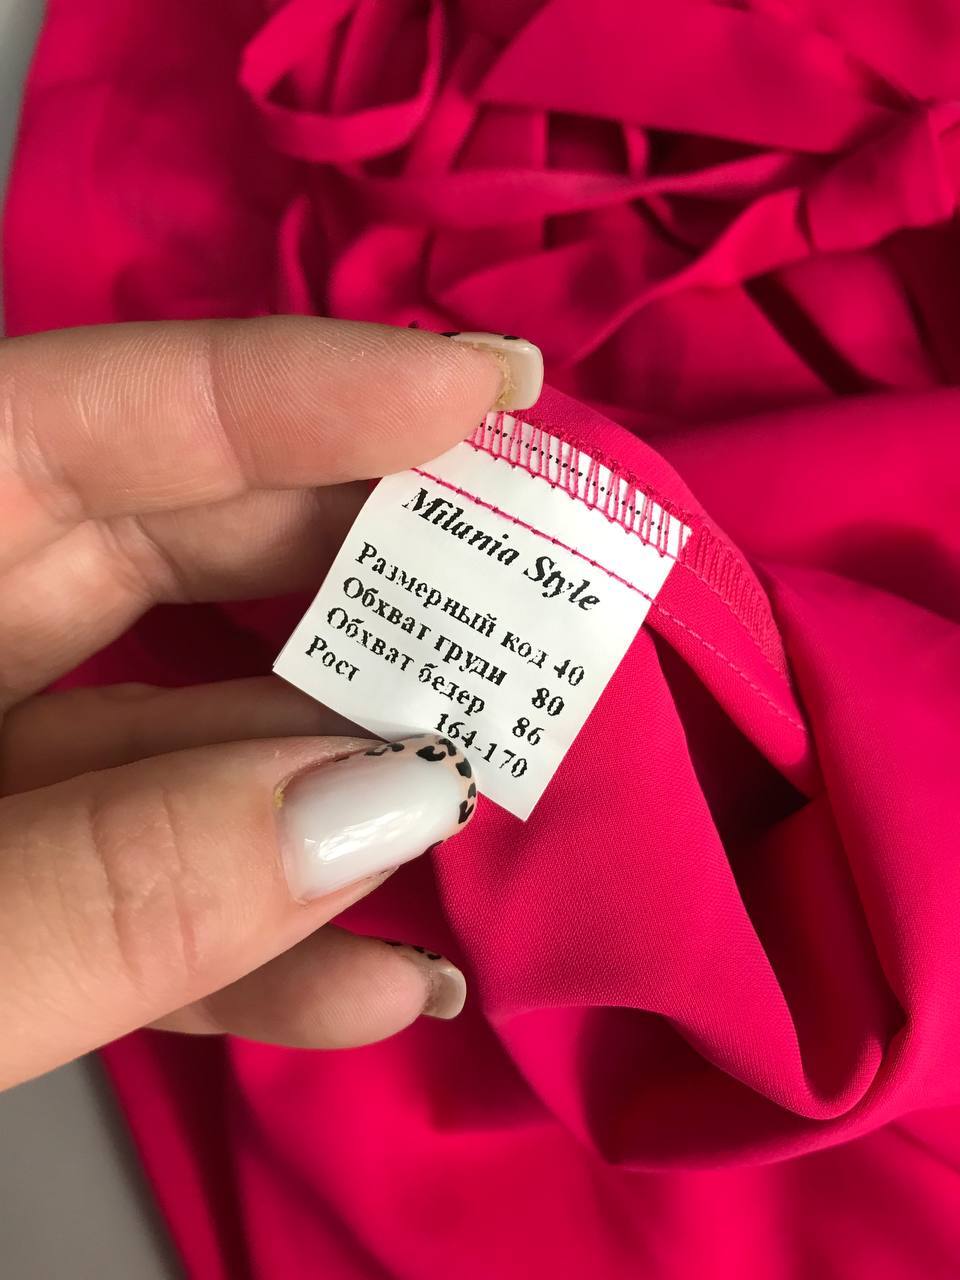 Milania Style
Размерный код 40
Обхват груди 80
Обхват бедер 86
Рост 164-170